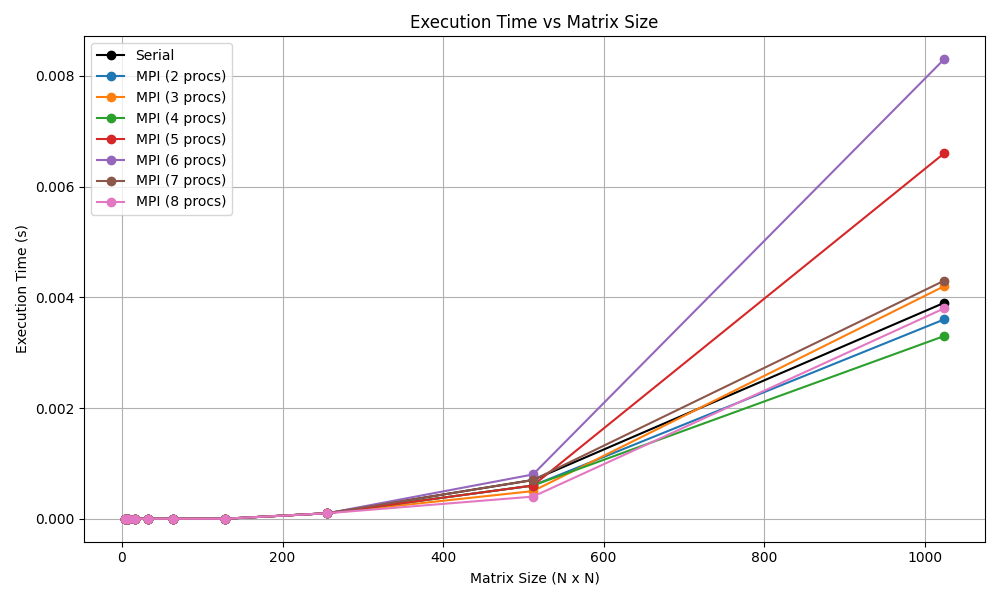 Execution Time vs Matrix Size
Serial
MPI (2 procs)
MPI (3 procs)
MPI (4 procs)
MPI (5 procs)
MPI (6 procs)
MPI (7 procs)
MPI (8 procs)
Execution Time (s)
0.008
0.006
0.004
0.002
0.000
0 200 400 600 800 1000
Matrix Size (N x N)